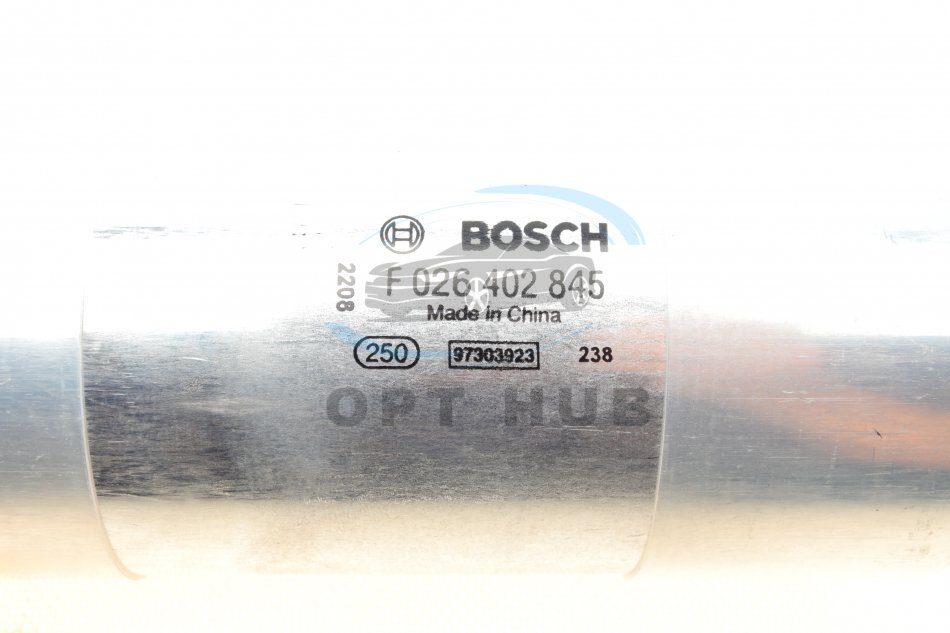 BOSCH
F 026 402 845
2208
Made in China
250 97303923 238
OPT HUB